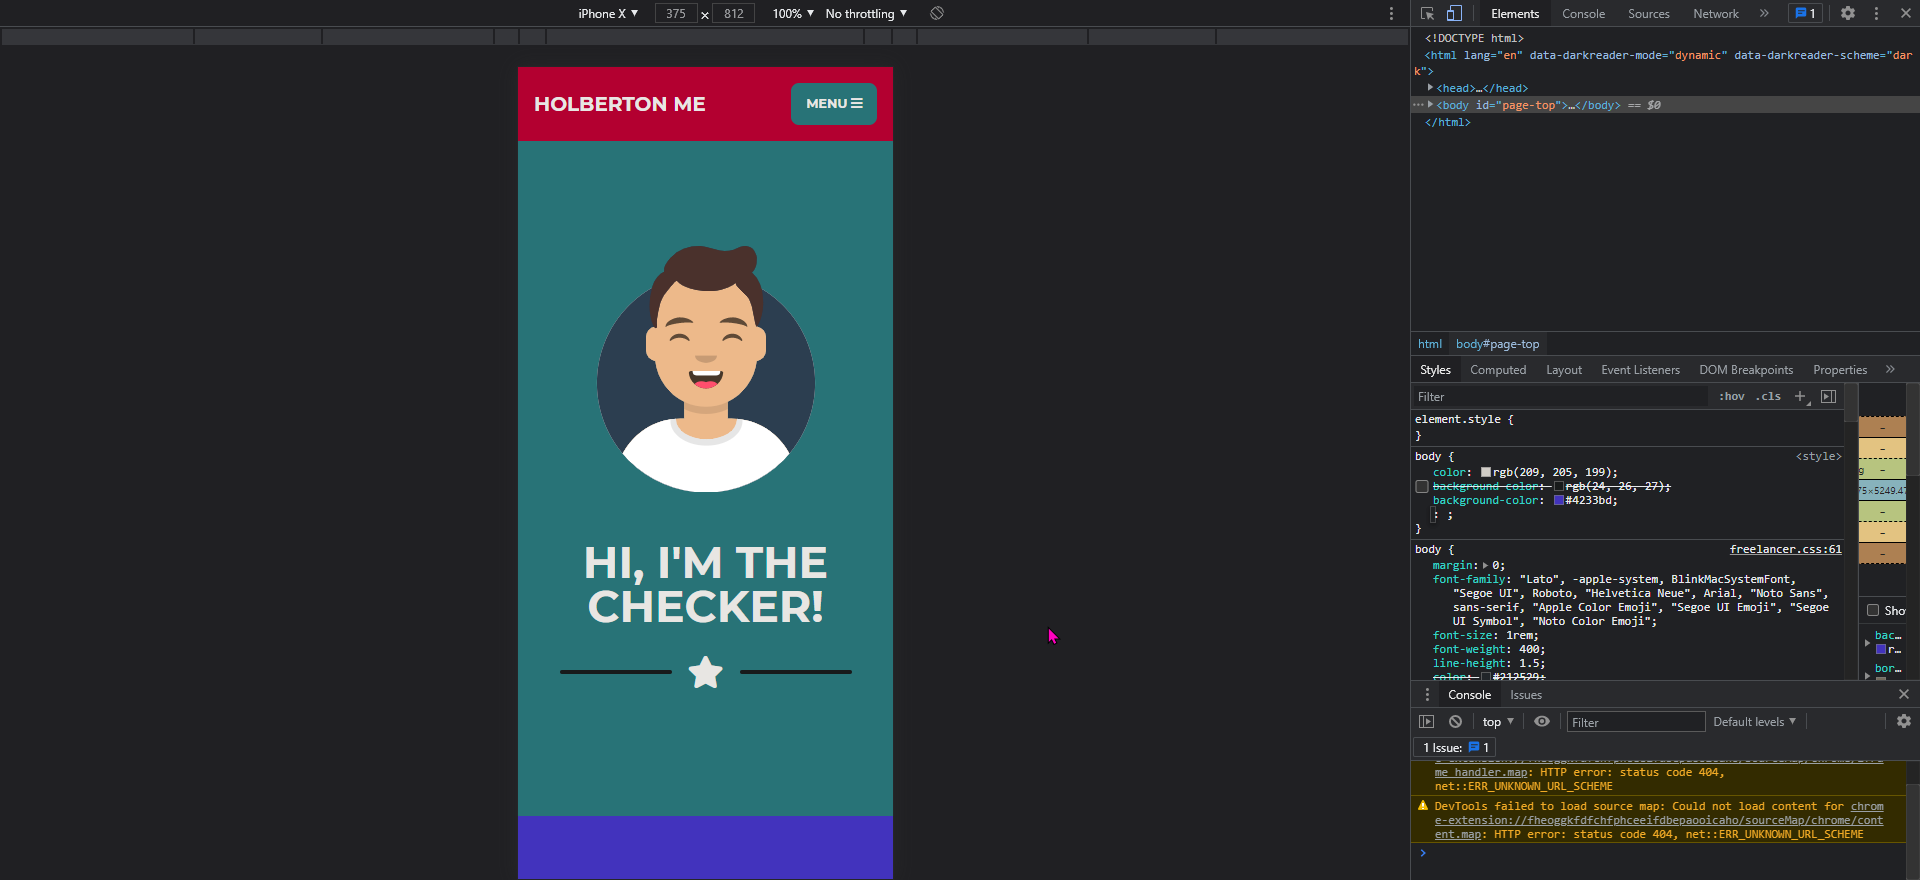 iPhone X ▼ 375 × 812 100% ▼ No throttling ▼
Elements Console Sources Network » 1
<!DOCTYPE html>
<html lang="en" data-darkreader-mode="dynamic" data-darkreader-scheme="dar
k">
▶<head>…</head>
…▶<body id="page-top">…</body> == $0
</html>
HOLBERTON ME
MENU
HI, I'M THE
CHECKER!
html body#page-top
Styles Computed Layout Event Listeners DOM Breakpoints Properties »
Filter :hov .cls +
element.style {
}
body { <style>
color: rgb(209, 205, 199);
background-color: rgb(24, 26, 27);
background-color: #4233bd;
: ;
}
body { freelancer.css:61
margin:▶0;
font-family: "Lato", -apple-system, BlinkMacSystemFont,
"Segoe UI", Roboto, "Helvetica Neue", Arial, "Noto Sans",
sans-serif, "Apple Color Emoji", "Segoe UI Emoji", "Segoe
UI Symbol", "Noto Color Emoji";
font-size: 1rem;
font-weight: 400;
line-height: 1.5;
color: #212529;
75×5249.47
Sho
bac…
r…
bor…
Console Issues
top ▼ Filter Default levels ▼
1 Issue: 1
me_handler.map: HTTP error: status code 404,
net::ERR_UNKNOWN_URL_SCHEME
DevTools failed to load source map: Could not load content for chrom
e-extension://fheoggkfdfchfphceeifdbepaooicaho/sourceMap/chrome/cont
ent.map: HTTP error: status code 404, net::ERR_UNKNOWN_URL_SCHEME
>